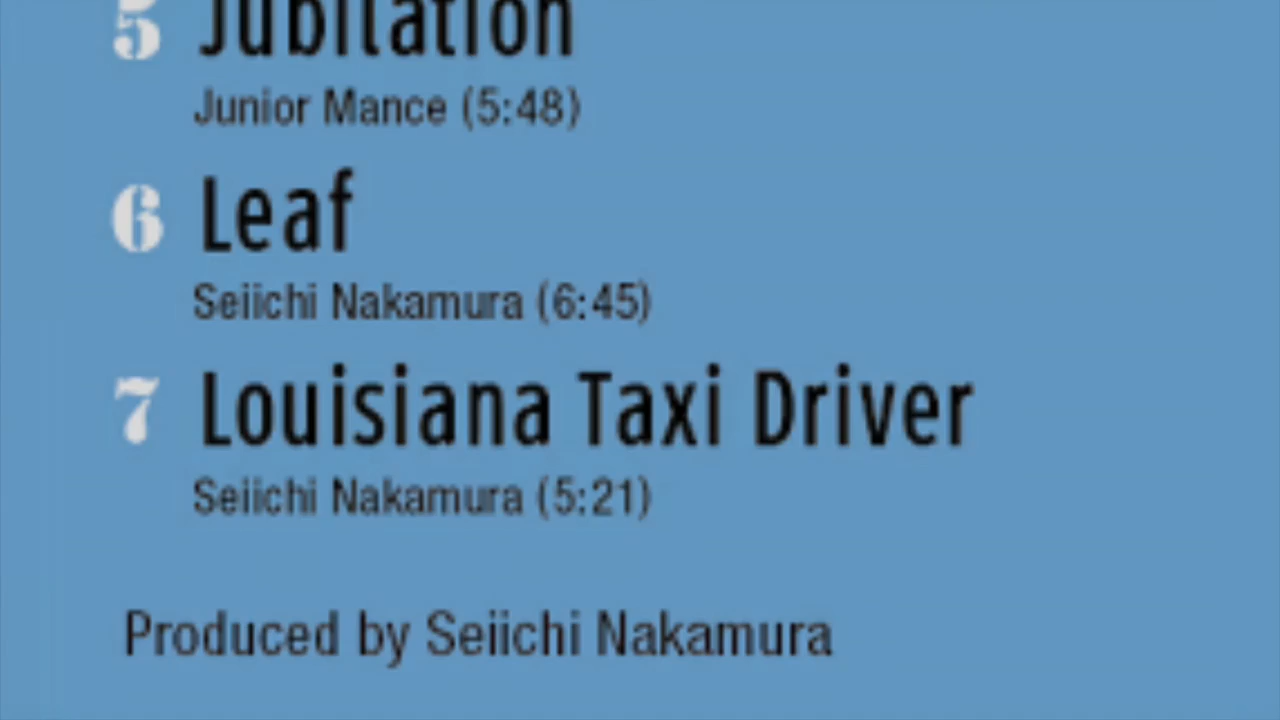 5 Jubilation
Junior Mance (5:48)
6 Leaf
Seiichi Nakamura (6:45)
7 Louisiana Taxi Driver
Seiichi Nakamura (5:21)
Produced by Seiichi Nakamura